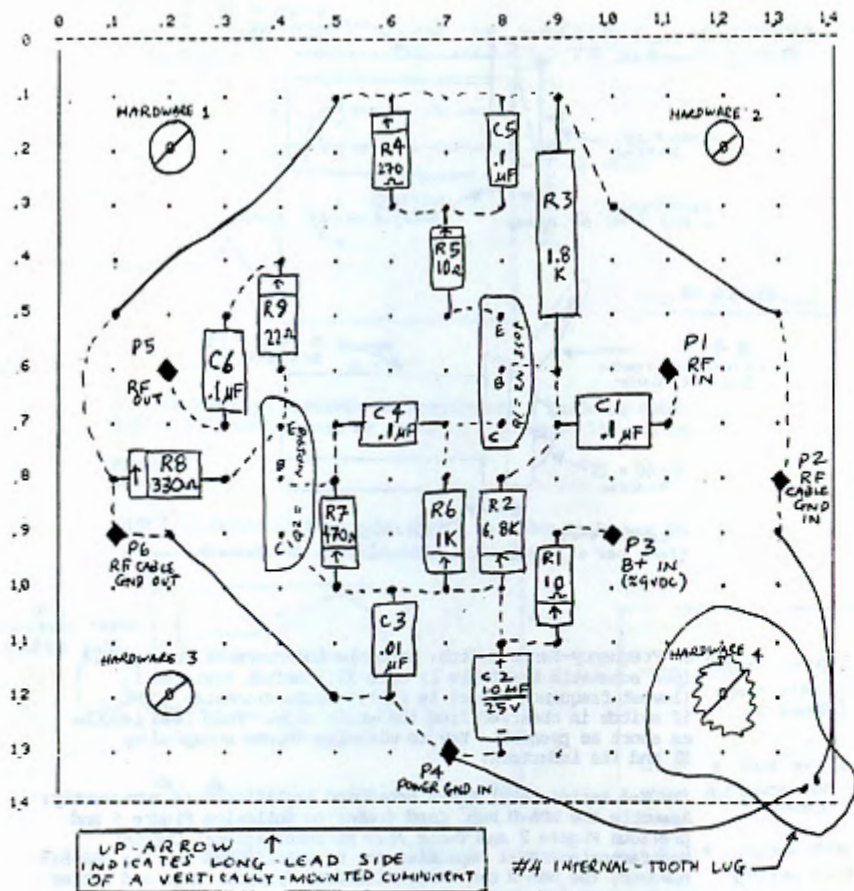 .0 .1 .2 .3 .4 .5 .6 .7 .8 .9 1.0 1.1 1.2 1.3 1.4
.0
.1
.2
.3
.4
.5
.6
.7
.8
.9
1.0
1.1
1.2
1.3
1.4
HARDWARE 1
HARDWARE 2
↑
R4
270
Ω
C5
.1
µF
R3
1.8
K
↑
R5
10Ω
↑
R9
22Ω
C6
.1µF
P5
RF
OUT
E
B
C
P1
RF
IN
C4
.1µF
C1
.1µF
↑ R8
330Ω
E
B
C
Q2 =
P2
RF
CABLE
GND
IN
R7
470Ω
↑
R6
1K
↑
R2
6.8K
↑
R1
10
Ω
↑
P6
RF CABLE
GND OUT
P3
B+ IN
(≈9VDC)
C3
.01
µF
C2
10µF
25V
HARDWARE 3
HARDWARE 4
P4
POWER GND IN
UP-ARROW ↑
INDICATES LONG-LEAD SIDE
OF A VERTICALLY-MOUNTED COMPONENT
#4 INTERNAL-TOOTH LUG